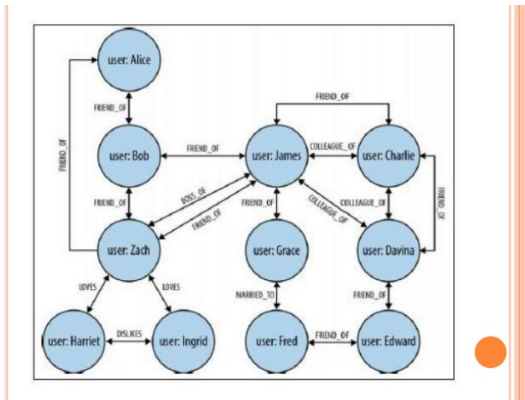 user: Alice
FRIEND_OF
FRIEND_OF
FRIEND_OF
user: Bob
FRIEND_OF
user: James
COLLEAGUE_OF
user: Charlie
FRIEND_OF
BOSS_OF
FRIEND_OF
FRIEND_OF
COLLEAGUE_OF
COLLEAGUE_OF
FRIEND_OF
user: Zach
user: Grace
user: Davina
LOVES
LOVES
MARRIED_TO
FRIEND_OF
user: Harriet
DISLIKES
user: Ingrid
user: Fred
FRIEND_OF
user: Edward